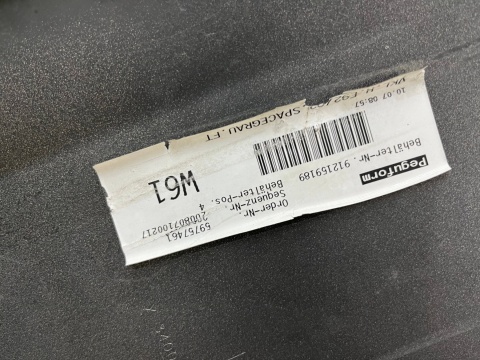 Peguform
10.07 08:57
SPACEGRAU.FT
Behälter-Nr. 912159189
Behälter-Pos. 4
Sequenz-Nr. 200807100217
Order-Nr. 59757461
W61